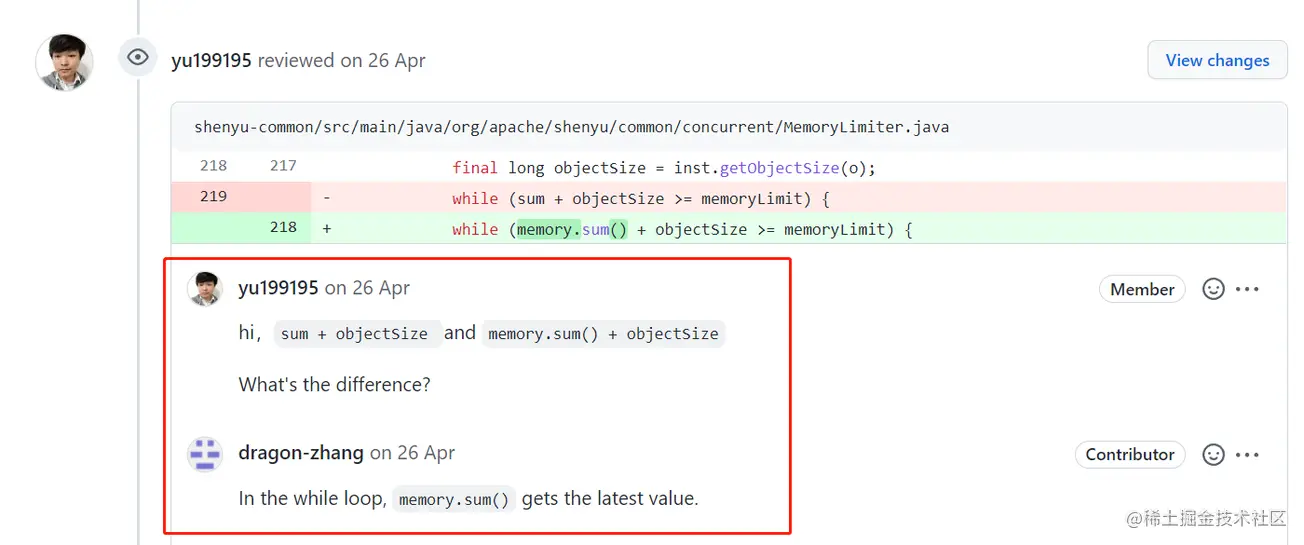 yu199195 reviewed on 26 Apr
View changes
shenyu-common/src/main/java/org/apache/shenyu/common/concurrent/MemoryLimiter.java
218 217 final long objectSize = inst.getObjectSize(o);
219 - while (sum + objectSize >= memoryLimit) {
218 + while (memory.sum() + objectSize >= memoryLimit) {
yu199195 on 26 Apr
Member
hi， sum + objectSize and memory.sum() + objectSize
What's the difference?
dragon-zhang on 26 Apr
Contributor
In the while loop, memory.sum() gets the latest value.
@稀土掘金技术社区